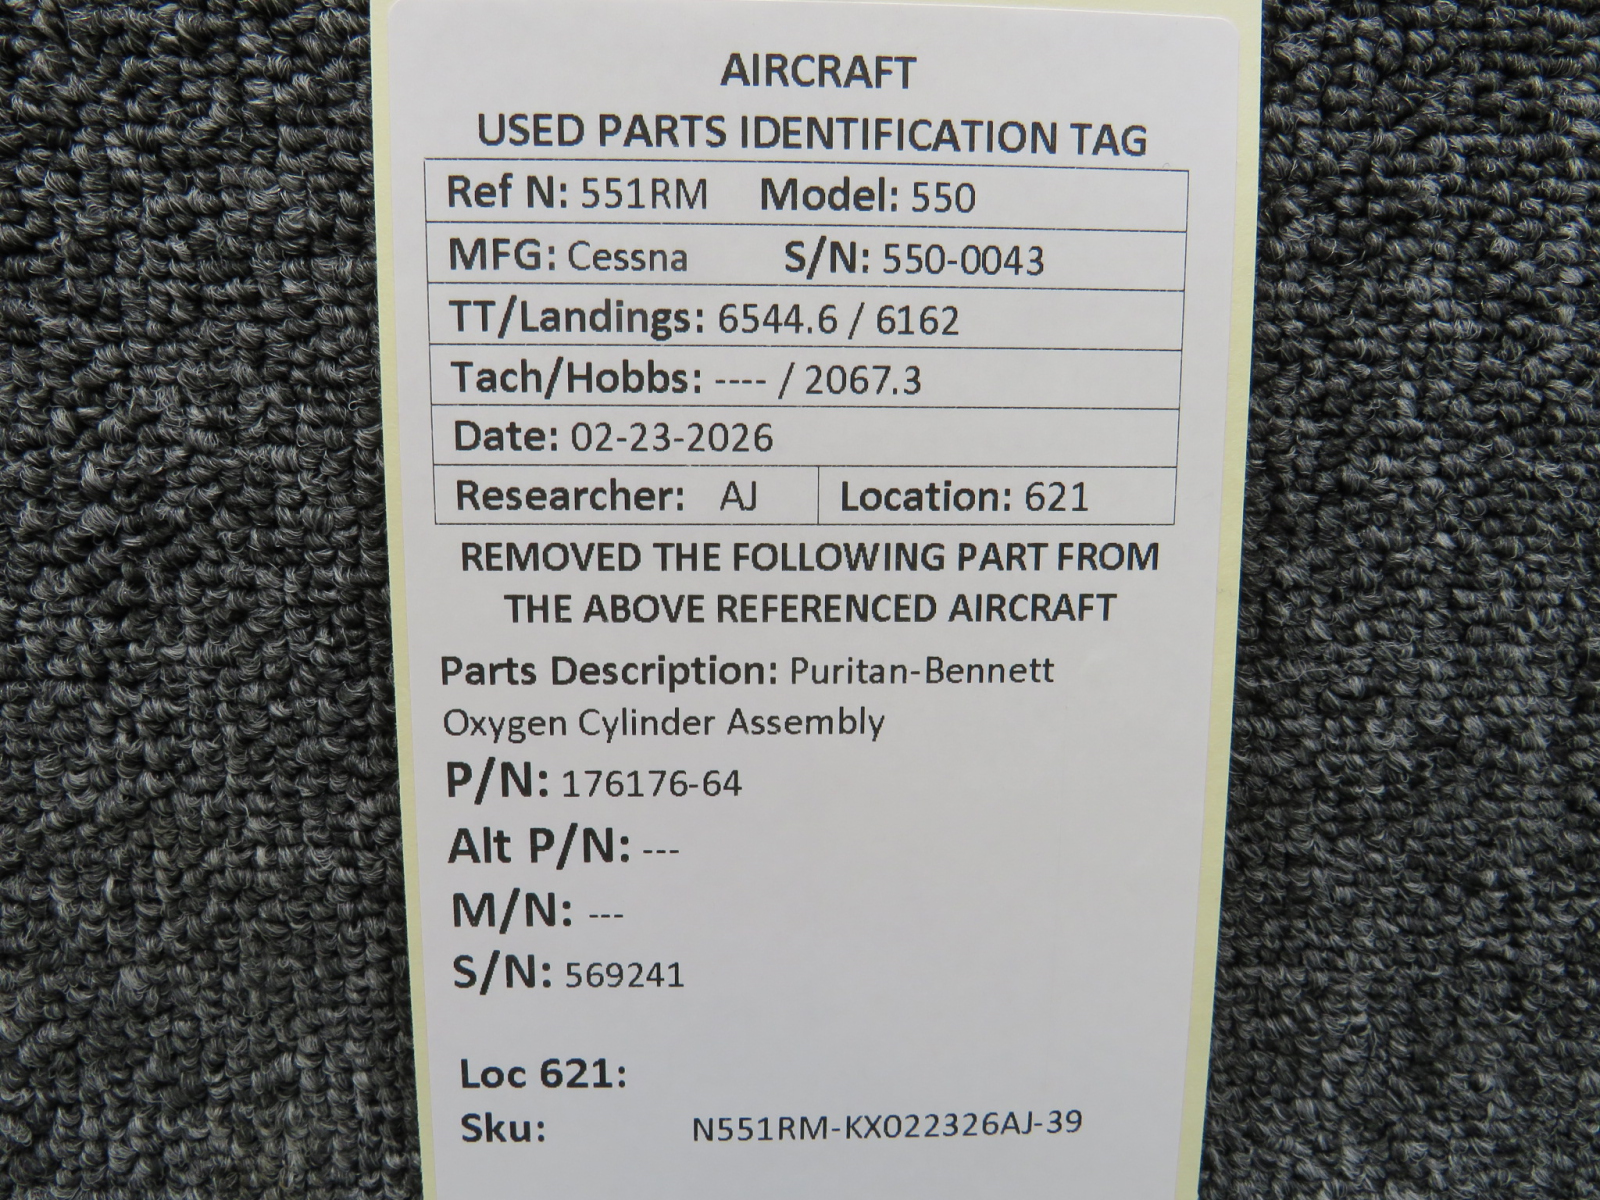 AIRCRAFT
USED PARTS IDENTIFICATION TAG
Ref N: 551RM Model: 550
MFG: Cessna S/N: 550-0043
TT/Landings: 6544.6 / 6162
Tach/Hobbs: ---- / 2067.3
Date: 02-23-2026
Researcher: AJ Location: 621
REMOVED THE FOLLOWING PART FROM
THE ABOVE REFERENCED AIRCRAFT
Parts Description: Puritan-Bennett
Oxygen Cylinder Assembly
P/N: 176176-64
Alt P/N: ---
M/N: ---
S/N: 569241
Loc 621:
Sku: N551RM-KX022326AJ-39